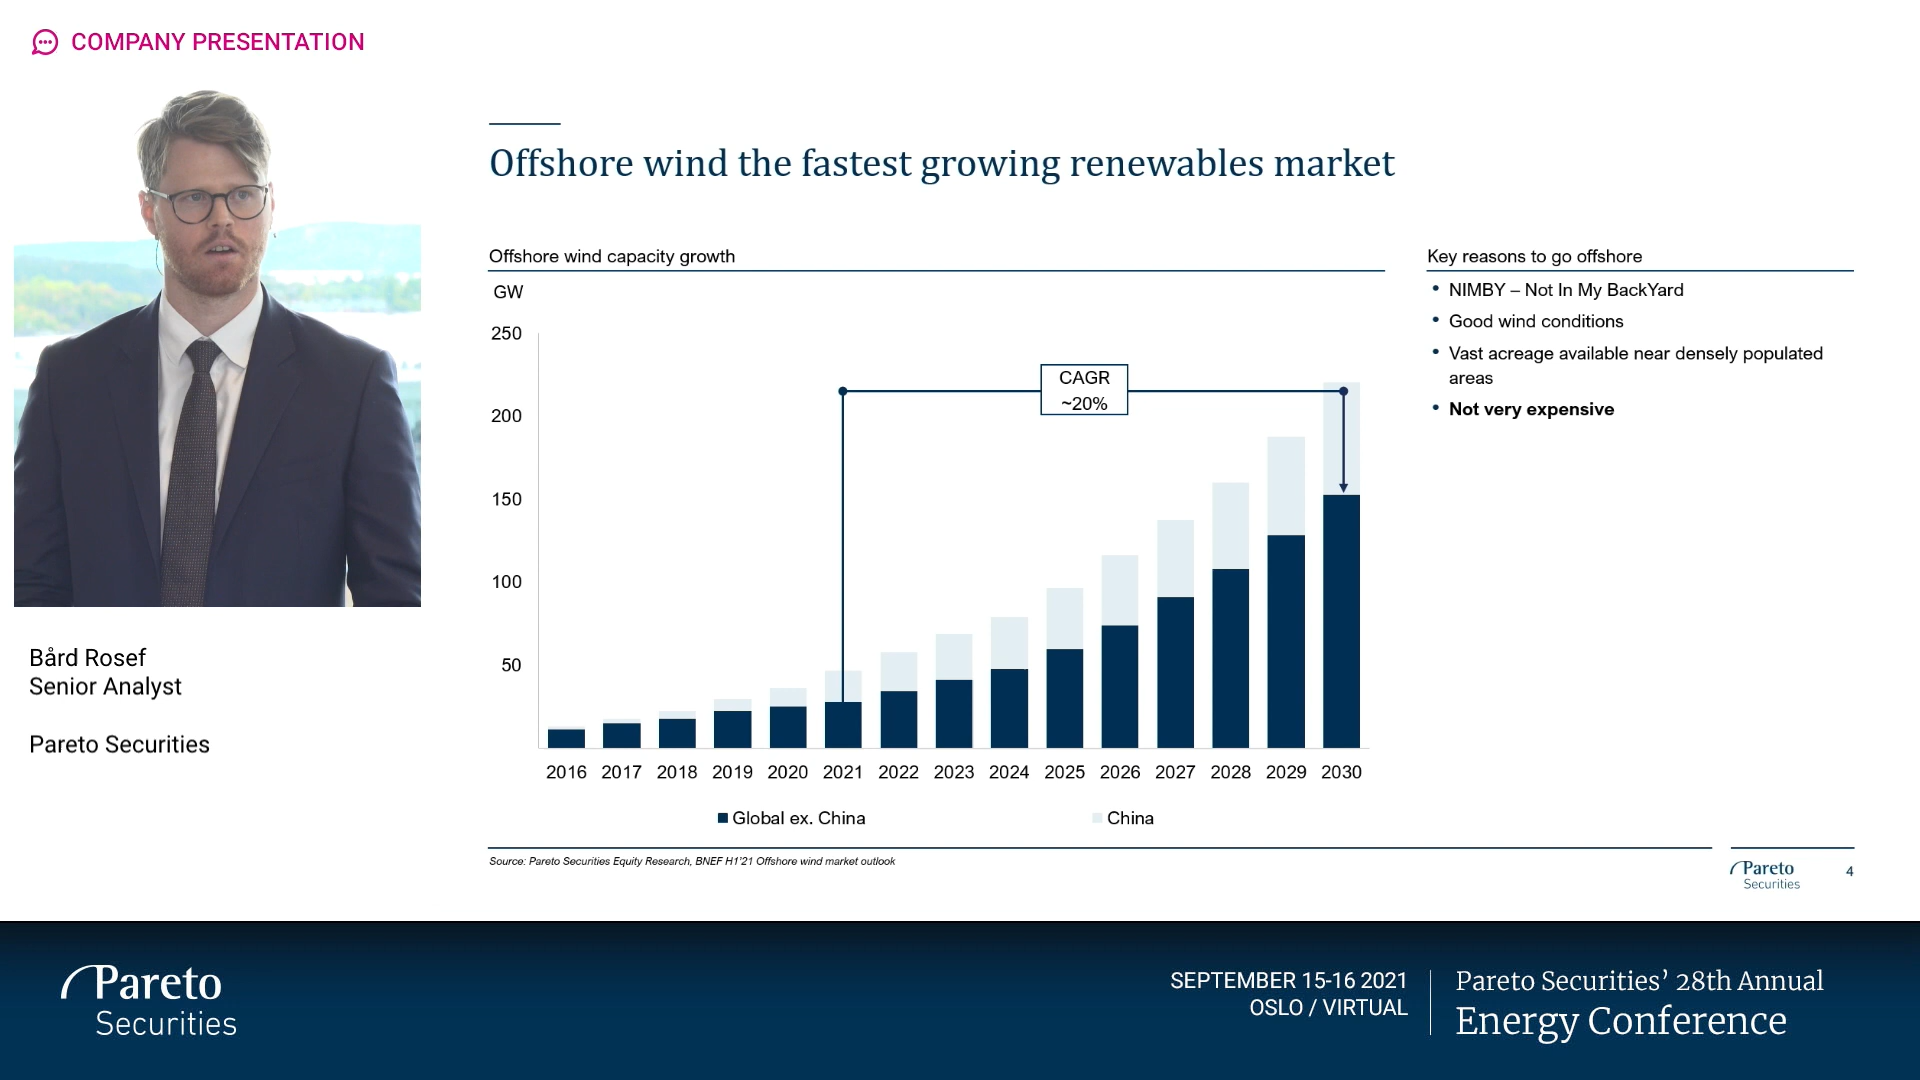 COMPANY PRESENTATION
Offshore wind the fastest growing renewables market
Offshore wind capacity growth
GW
250
200
150
100
50
CAGR
~20%
2016 2017 2018 2019 2020 2021 2022 2023 2024 2025 2026 2027 2028 2029 2030
Global ex. China
China
Key reasons to go offshore
• NIMBY – Not In My BackYard
• Good wind conditions
• Vast acreage available near densely populated
areas
• Not very expensive
Source: Pareto Securities Equity Research, BNEF H1'21 Offshore wind market outlook
Pareto
Securities
4
Bård Rosef
Senior Analyst
Pareto Securities
Pareto
Securities
SEPTEMBER 15-16 2021
OSLO / VIRTUAL
Pareto Securities’ 28th Annual
Energy Conference